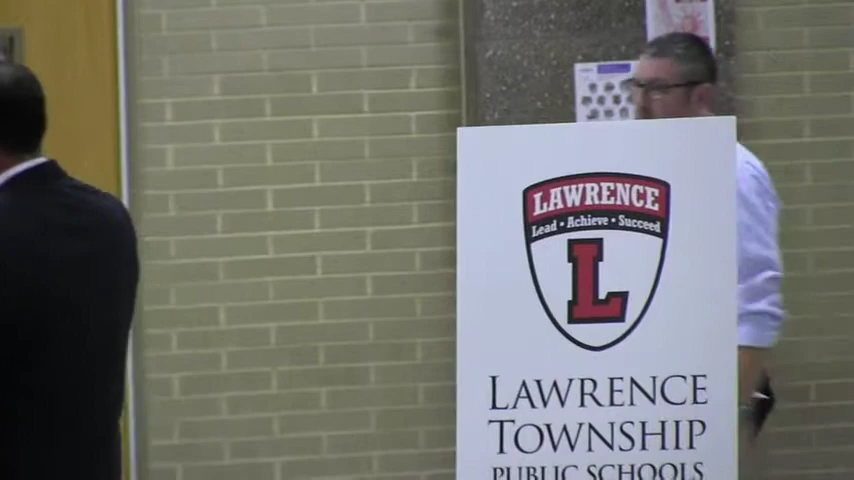 LAWRENCE
Lead • Achieve • Succeed
L
LAWRENCE
TOWNSHIP
PUBLIC SCHOOLS